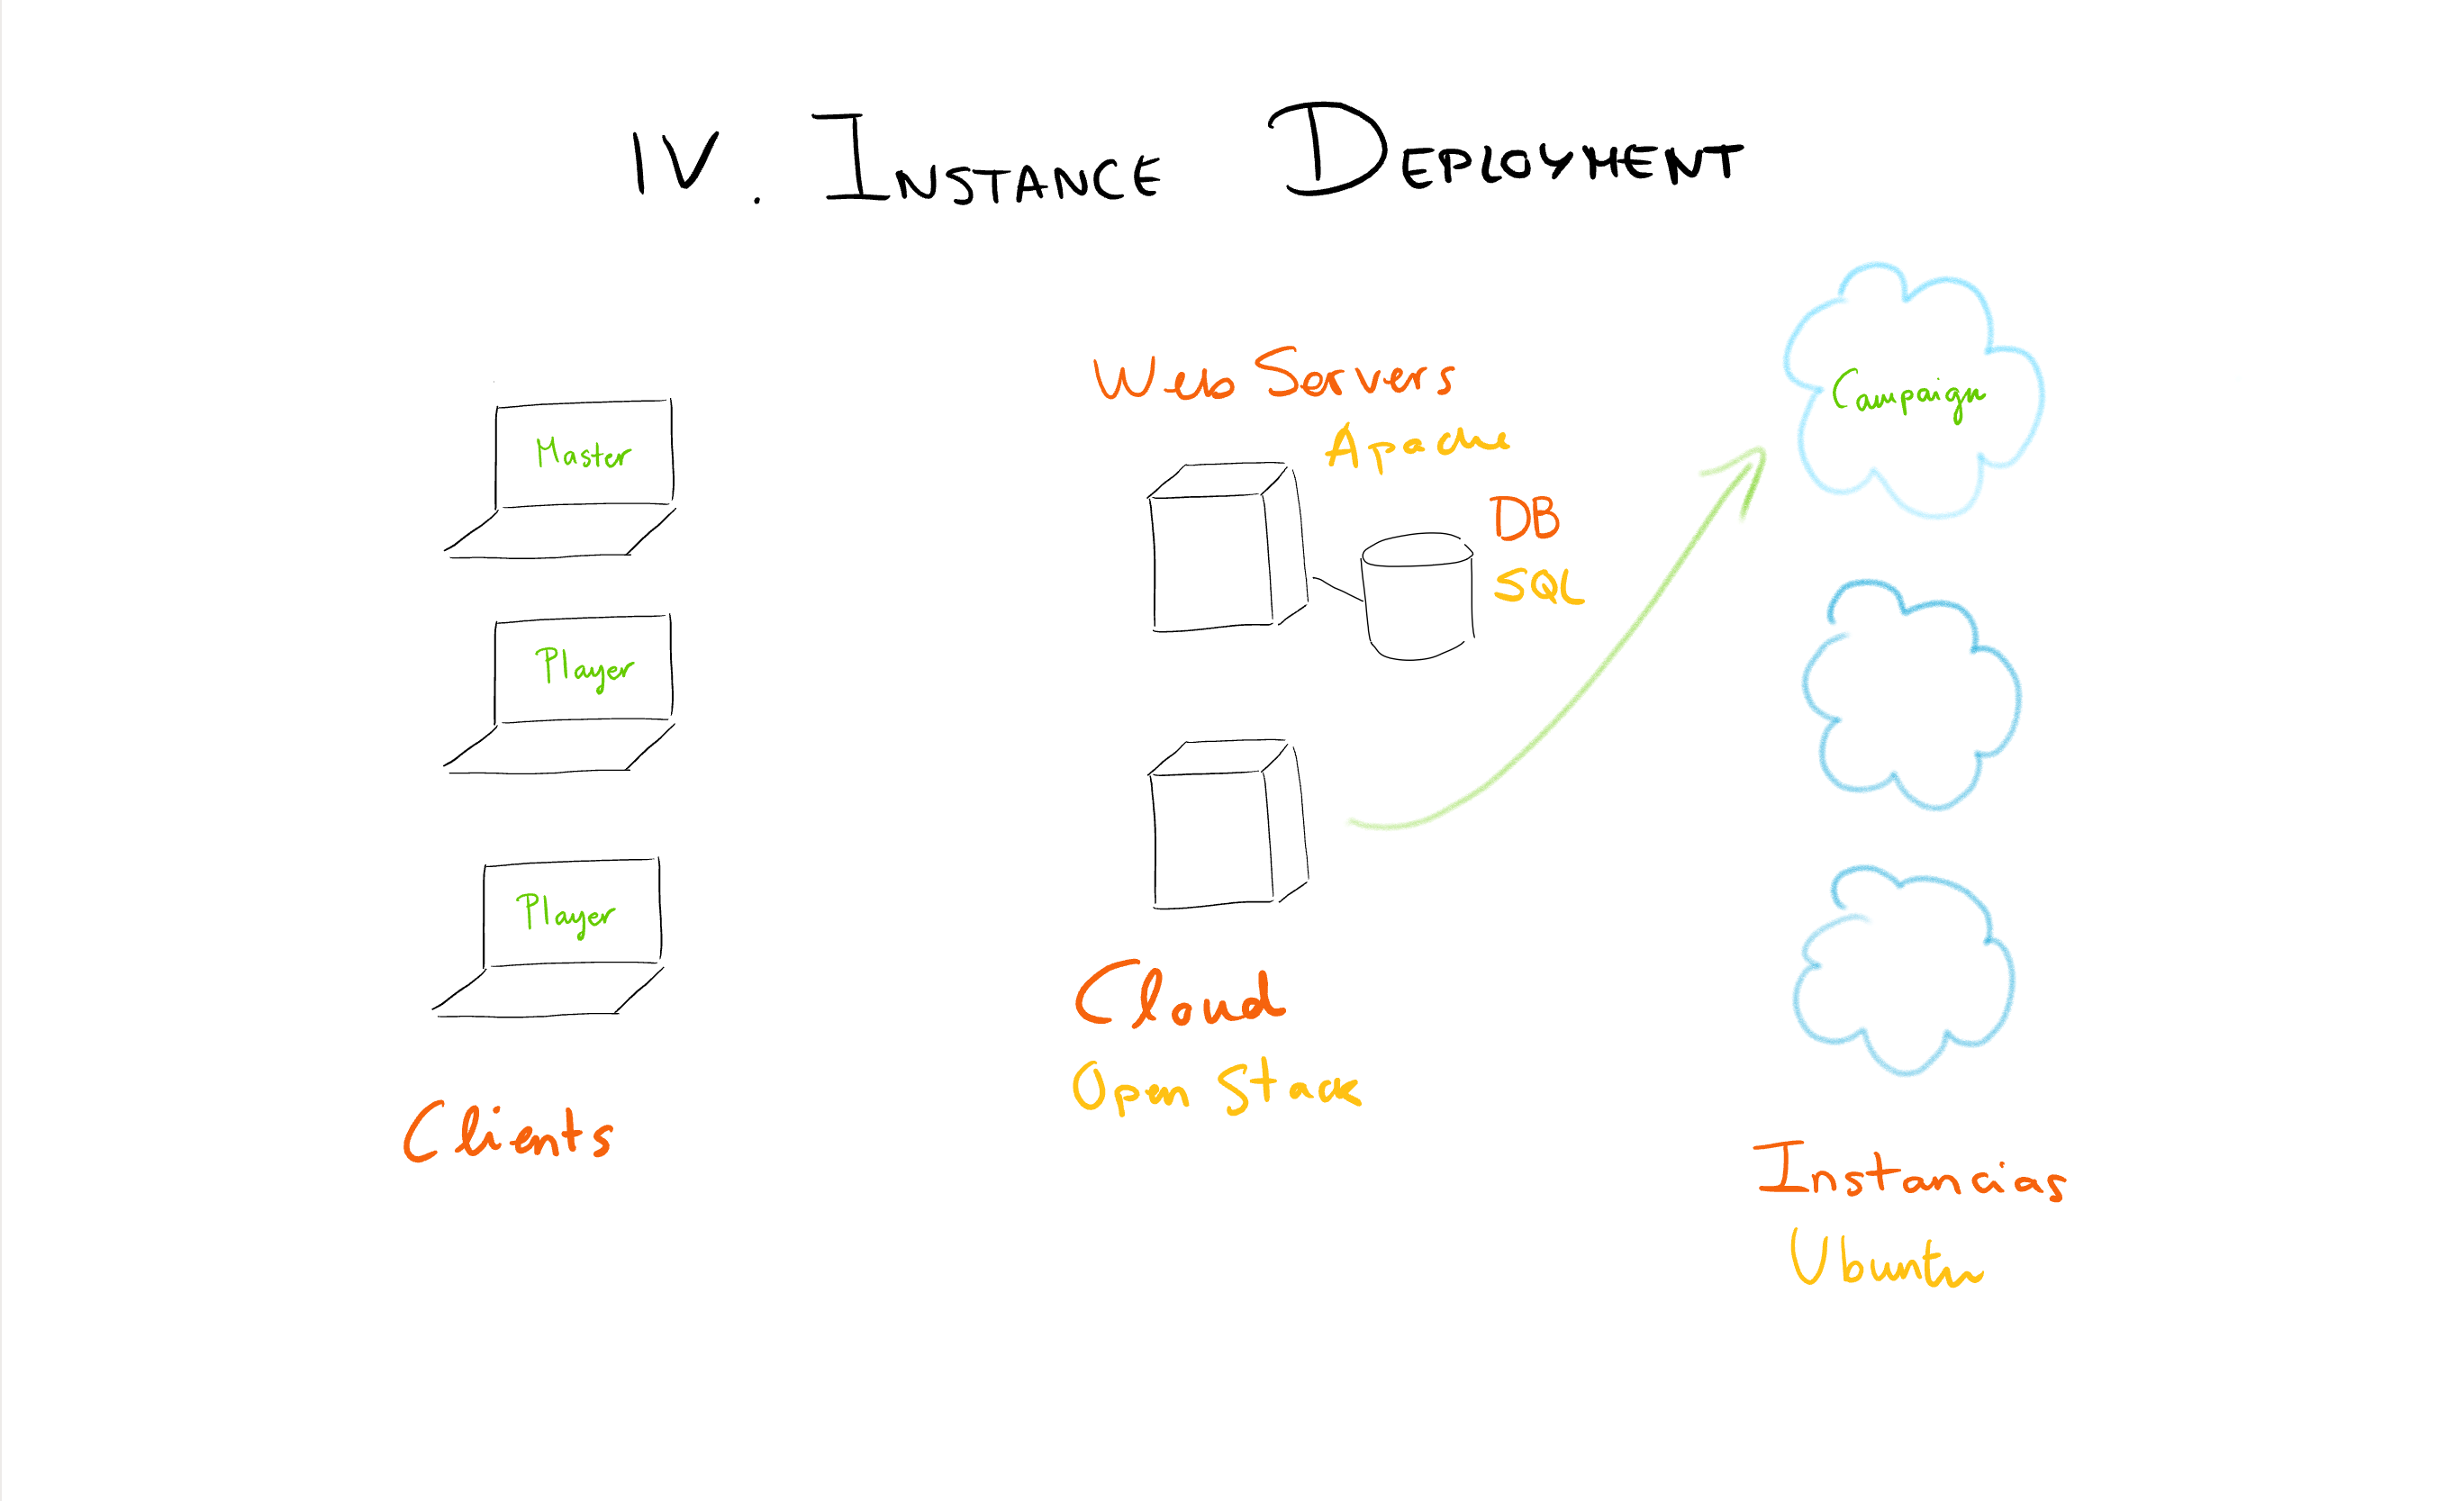 IV. INSTANCE DEPLOYMENT
Master
Player
Player
Clients
Web Servers
Apache
DB
SQL
Cloud
Open Stack
Campaign
Instancias
Ubuntu